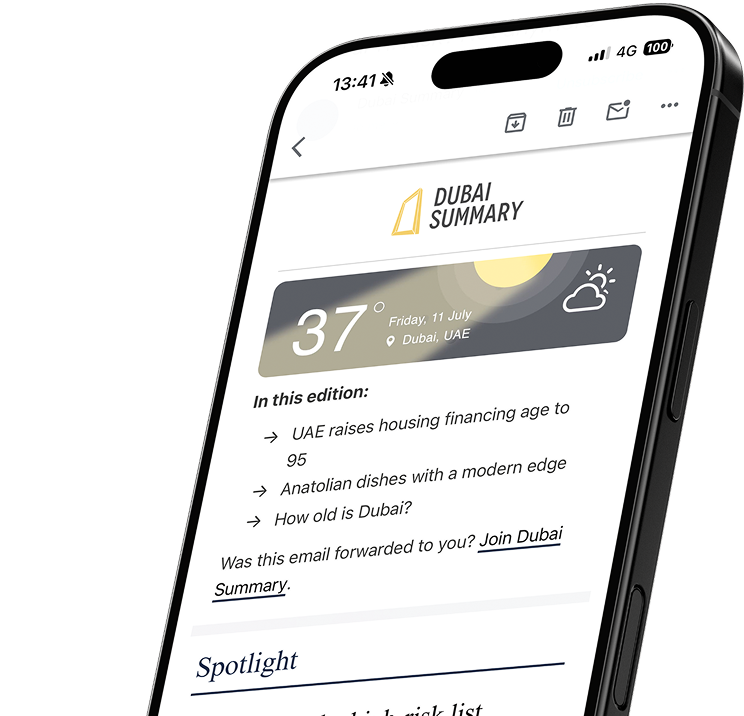 13:41
4G 100
DUBAI
SUMMARY
37°
Friday, 11 July
Dubai, UAE
In this edition:
→ UAE raises housing financing age to
95
→ Anatolian dishes with a modern edge
→ How old is Dubai?
Was this email forwarded to you? Join Dubai
Summary.
Spotlight
high risk list